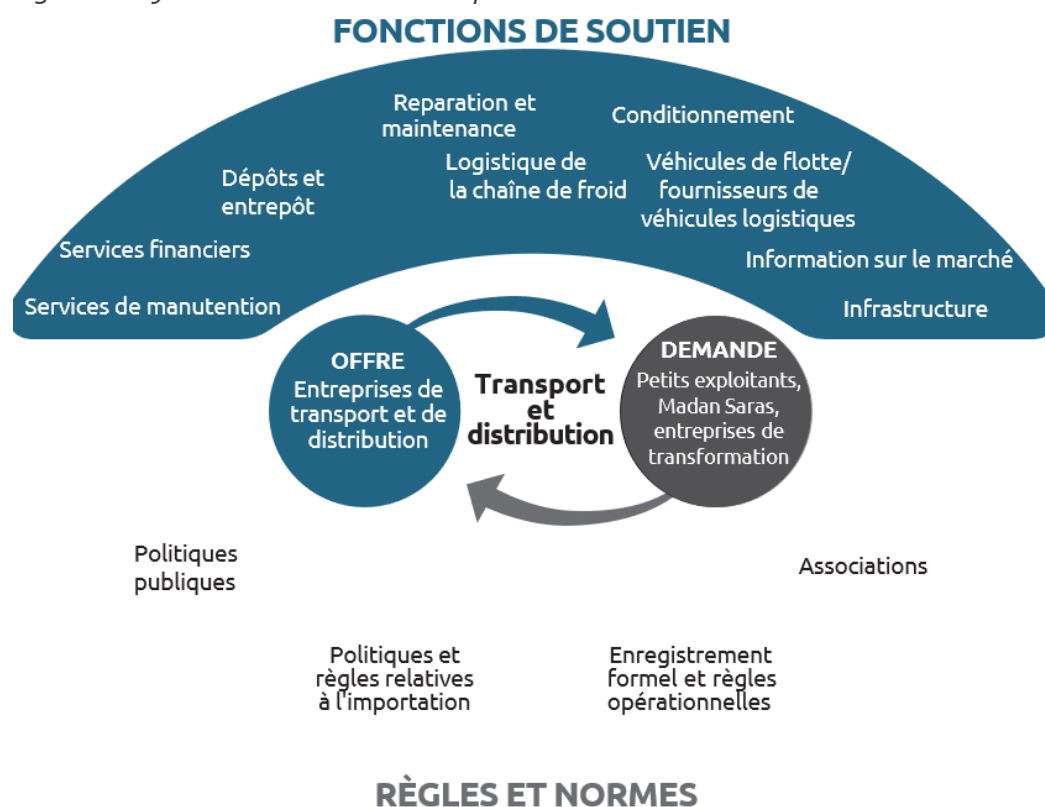 FONCTIONS DE SOUTIEN
Reparation et
maintenance
Conditionnement
Logistique de
la chaîne de froid
Véhicules de flotte/
fournisseurs de
véhicules logistiques
Dépôts et
entrepôt
Services financiers
Information sur le marché
Services de manutention
Infrastructure
OFFRE
Entreprises de
transport et de
distribution
Transport
et
distribution
DEMANDE
Petits exploitants,
Madan Saras,
entreprises de
transformation
Politiques
publiques
Associations
Politiques et
règles relatives
à l'importation
Enregistrement
formel et règles
opérationnelles
RÈGLES ET NORMES